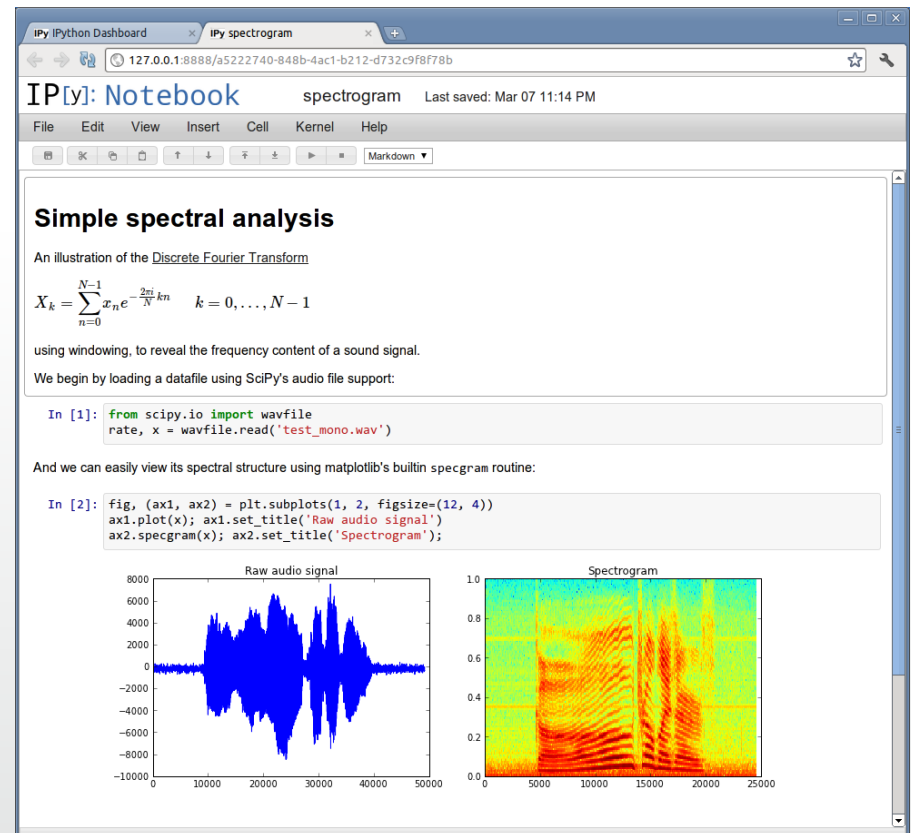 IPy IPython Dashboard × IPy spectrogram ×
127.0.0.1:8888/a5222740-848b-4ac1-b212-d732c9f8f78b
IP[y]: Notebook spectrogram Last saved: Mar 07 11:14 PM
File Edit View Insert Cell Kernel Help
Markdown
Simple spectral analysis
An illustration of the Discrete Fourier Transform
X_k = \sum_{n=0}^{N-1} x_n e^{-\frac{2\pi i}{N} kn} k = 0, . . . , N − 1
using windowing, to reveal the frequency content of a sound signal.
We begin by loading a datafile using SciPy's audio file support:
In [1]: from scipy.io import wavfile
rate, x = wavfile.read('test_mono.wav')
And we can easily view its spectral structure using matplotlib's builtin specgram routine:
In [2]: fig, (ax1, ax2) = plt.subplots(1, 2, figsize=(12, 4))
ax1.plot(x); ax1.set_title('Raw audio signal')
ax2.specgram(x); ax2.set_title('Spectrogram');
Raw audio signal
8000
6000
4000
2000
0
−2000
−4000
−6000
−8000
−10000
0 10000 20000 30000 40000 50000
Spectrogram
1.0
0.8
0.6
0.4
0.2
0.0
0 5000 10000 15000 20000 25000